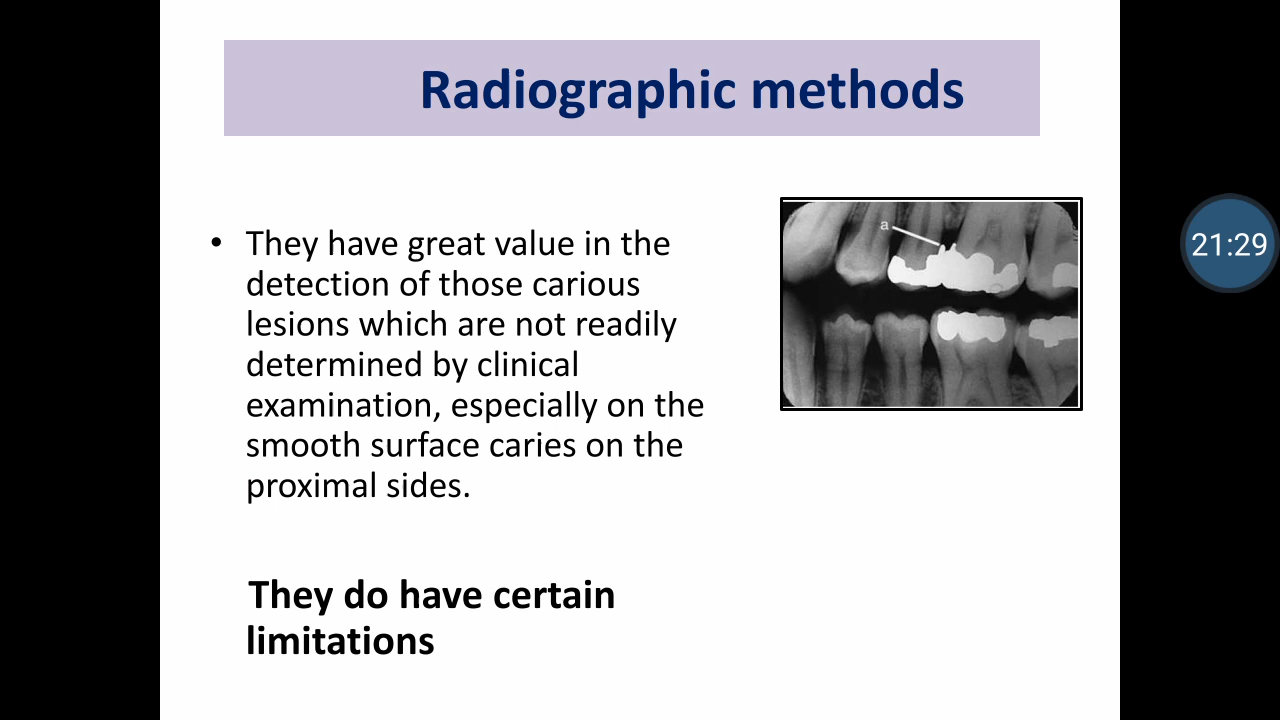 Radiographic methods
• They have great value in the
detection of those carious
lesions which are not readily
determined by clinical
examination, especially on the
smooth surface caries on the
proximal sides.
They do have certain
limitations
a
21:29